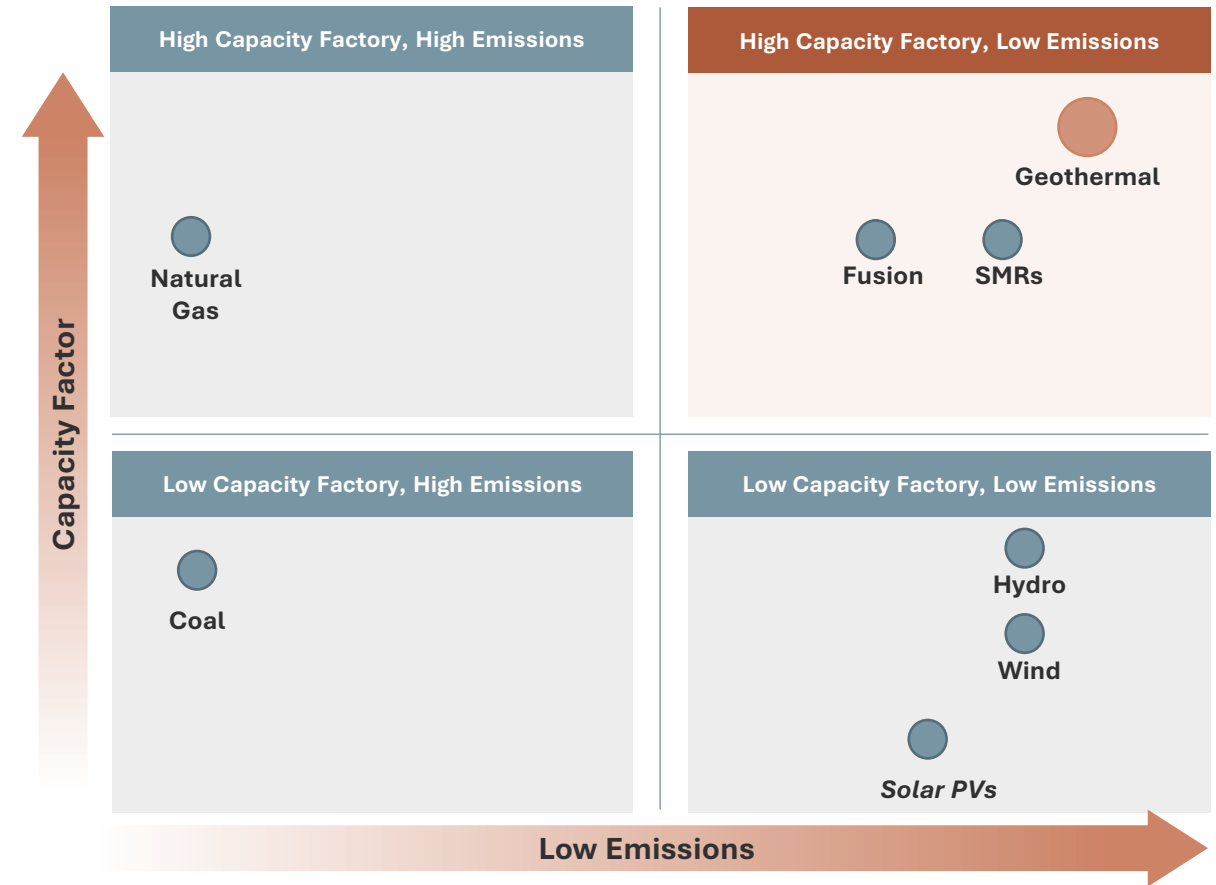 High Capacity Factory, High Emissions
High Capacity Factory, Low Emissions
Geothermal
Natural
Gas
Fusion
SMRs
Capacity Factor
Low Capacity Factory, High Emissions
Low Capacity Factory, Low Emissions
Coal
Hydro
Wind
Solar PVs
Low Emissions